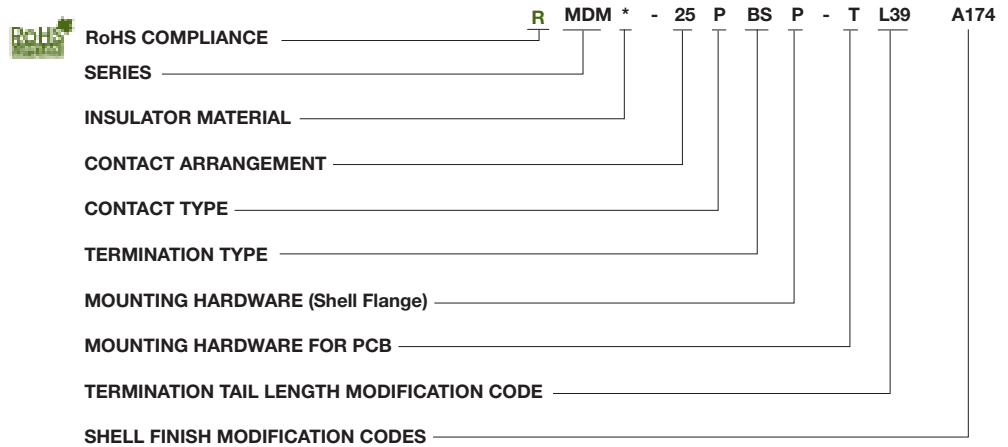 R MDM * - 25 P BS P - T L39 A174
RoHS
RoHS COMPLIANCE
SERIES
INSULATOR MATERIAL
CONTACT ARRANGEMENT
CONTACT TYPE
TERMINATION TYPE
MOUNTING HARDWARE (Shell Flange)
MOUNTING HARDWARE FOR PCB
TERMINATION TAIL LENGTH MODIFICATION CODE
SHELL FINISH MODIFICATION CODES